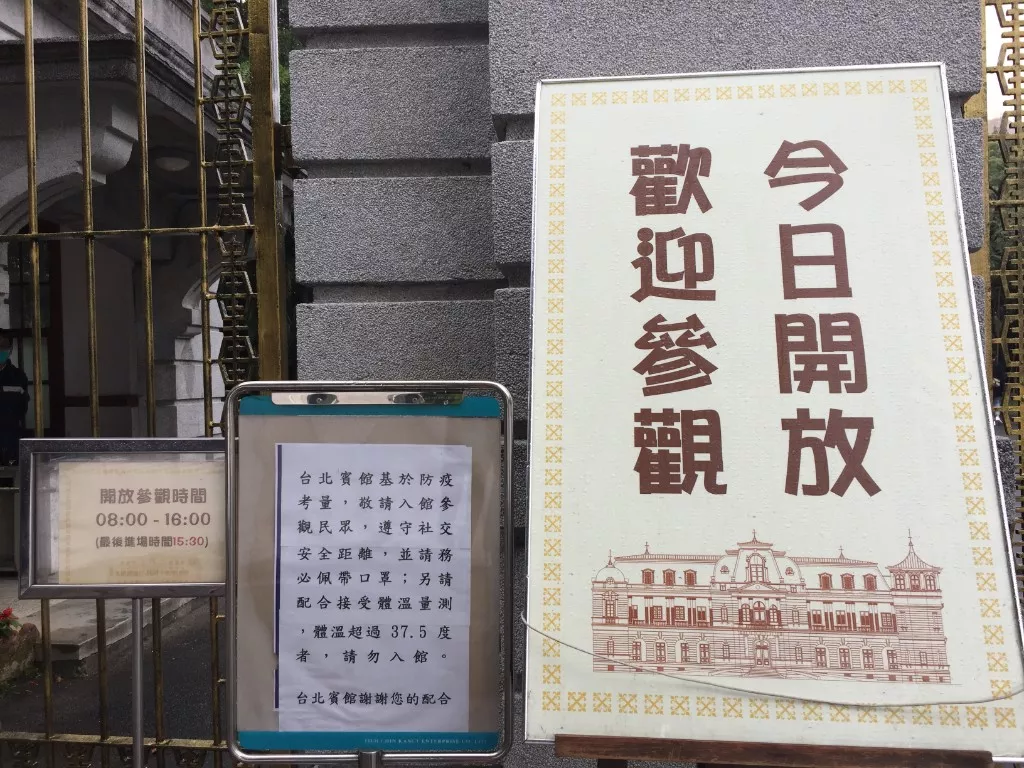 今日開放
歡迎參觀
開放參觀時間
08:00 - 16:00
(最後進場時間15:30)
台北賓館基於防疫
考量，敬請入館參
觀民眾，遵守社交
安全距離，並請務
必佩帶口罩；另請
配合接受體溫量測
，體溫超過 37.5 度
者，請勿入館。
台北賓館謝謝您的配合